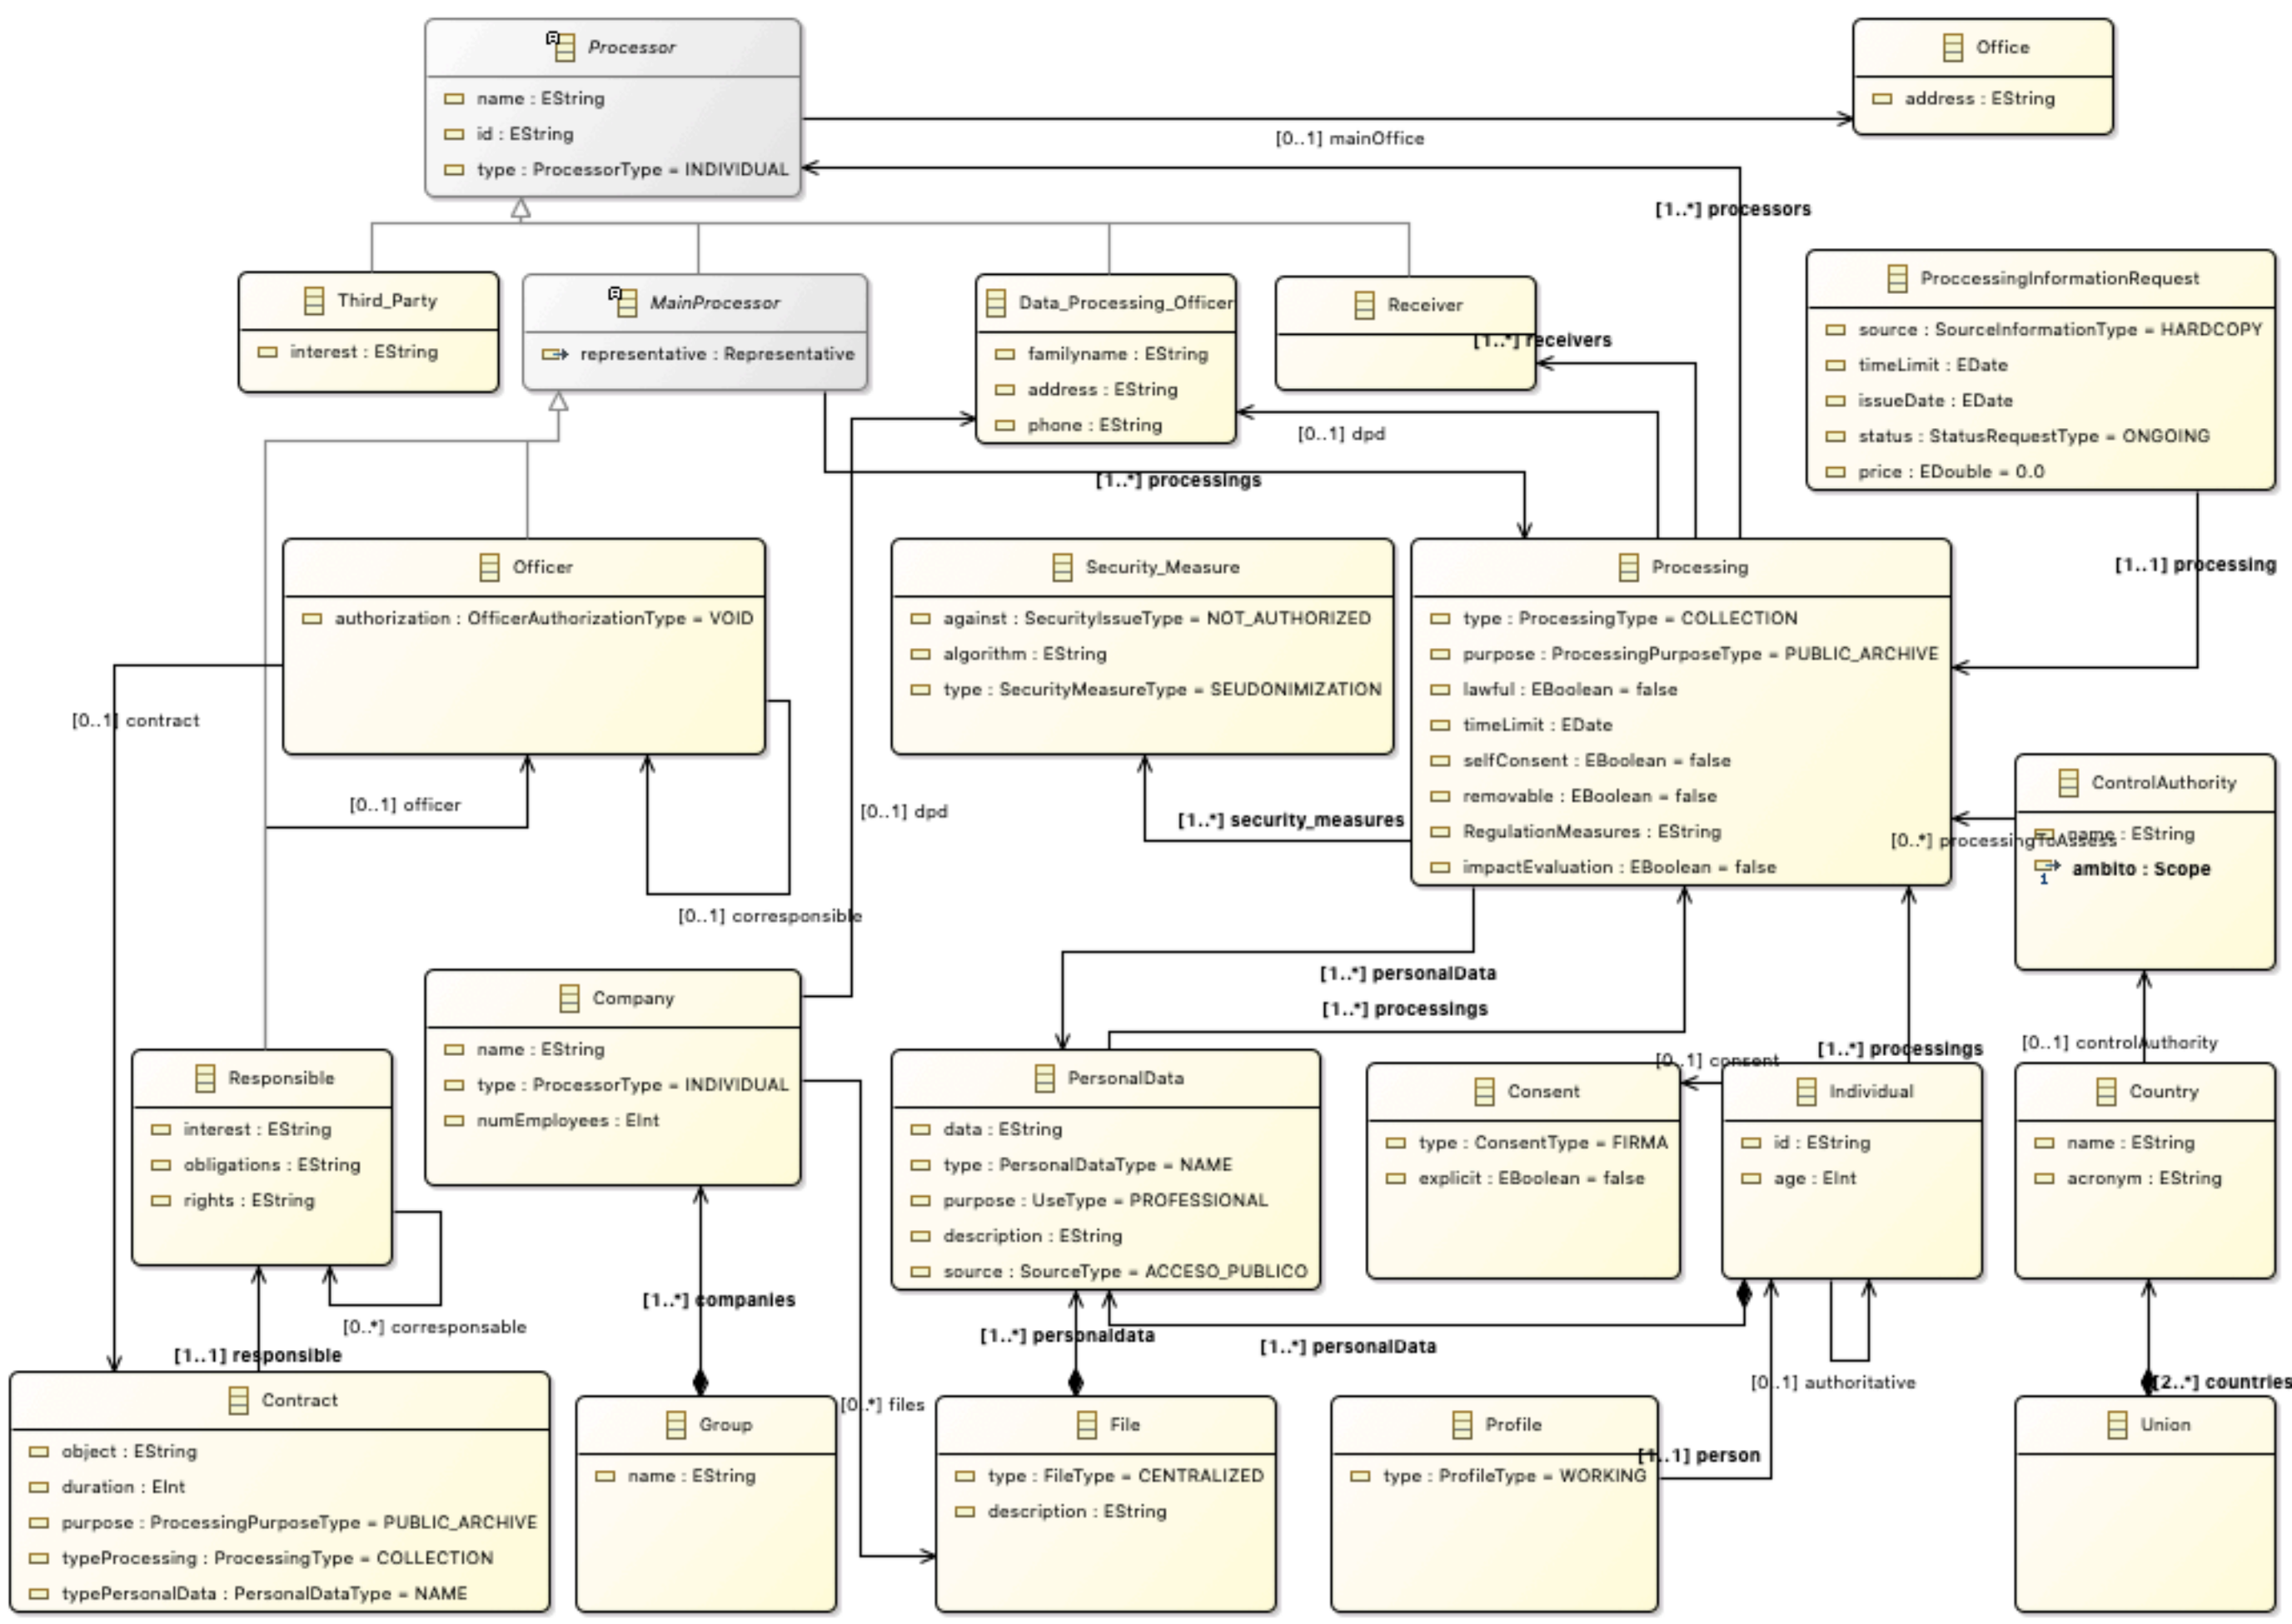 Processor
name : EString
id : EString
type : ProcessorType = INDIVIDUAL
Office
address : EString
[0..1] mainOffice
[1..*] processors
Third_Party
interest : EString
MainProcessor
representative : Representative
Data_Processing_Officer
familyname : EString
address : EString
phone : EString
Receiver
[1..*] receivers
[0..1] dpd
[1..*] processings
ProccessingInformationRequest
source : SourceInformationType = HARDCOPY
timeLimit : EDate
issueDate : EDate
status : StatusRequestType = ONGOING
price : EDouble = 0.0
[1..1] processing
Officer
authorization : OfficerAuthorizationType = VOID
[0..1] contract
[0..1] officer
[0..1] corresponsible
[0..1] dpd
Security_Measure
against : SecurityIssueType = NOT_AUTHORIZED
algorithm : EString
type : SecurityMeasureType = SEUDONIMIZATION
[1..*] security_measures
Processing
type : ProcessingType = COLLECTION
purpose : ProcessingPurposeType = PUBLIC_ARCHIVE
lawful : EBoolean = false
timeLimit : EDate
selfConsent : EBoolean = false
removable : EBoolean = false
RegulationMeasures : EString
impactEvaluation : EBoolean = false
ControlAuthority
name : EString
[0..*] processingToAssess
ambito : Scope
1
[1..*] personalData
[1..*] processings
[1..*] processings
[0..1] consent
[0..1] controlAuthority
Responsible
interest : EString
obligations : EString
rights : EString
[0..*] corresponsable
[1..1] responsible
Company
name : EString
type : ProcessorType = INDIVIDUAL
numEmployees : EInt
[1..*] companies
[0..*] files
PersonalData
data : EString
type : PersonalDataType = NAME
purpose : UseType = PROFESSIONAL
description : EString
source : SourceType = ACCESO_PUBLICO
[1..*] personaldata
[1..*] personalData
Consent
type : ConsentType = FIRMA
explicit : EBoolean = false
Individual
id : EString
age : EInt
[0..1] authoritative
Country
name : EString
acronym : EString
[2..*] countries
Contract
object : EString
duration : EInt
purpose : ProcessingPurposeType = PUBLIC_ARCHIVE
typeProcessing : ProcessingType = COLLECTION
typePersonalData : PersonalDataType = NAME
Group
name : EString
File
type : FileType = CENTRALIZED
description : EString
Profile
type : ProfileType = WORKING
[1..1] person
Union